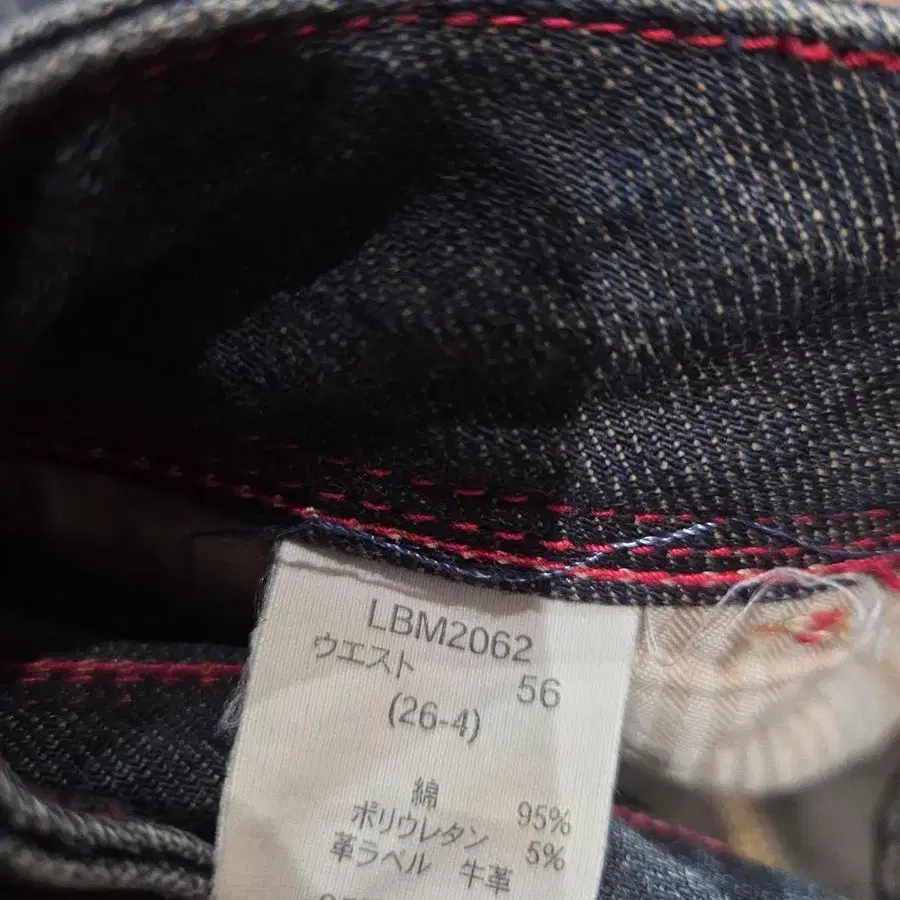 LBM2062
ウエスト 56
(26-4)
綿 95%
ポリウレタン 5%
革ラベル 牛革